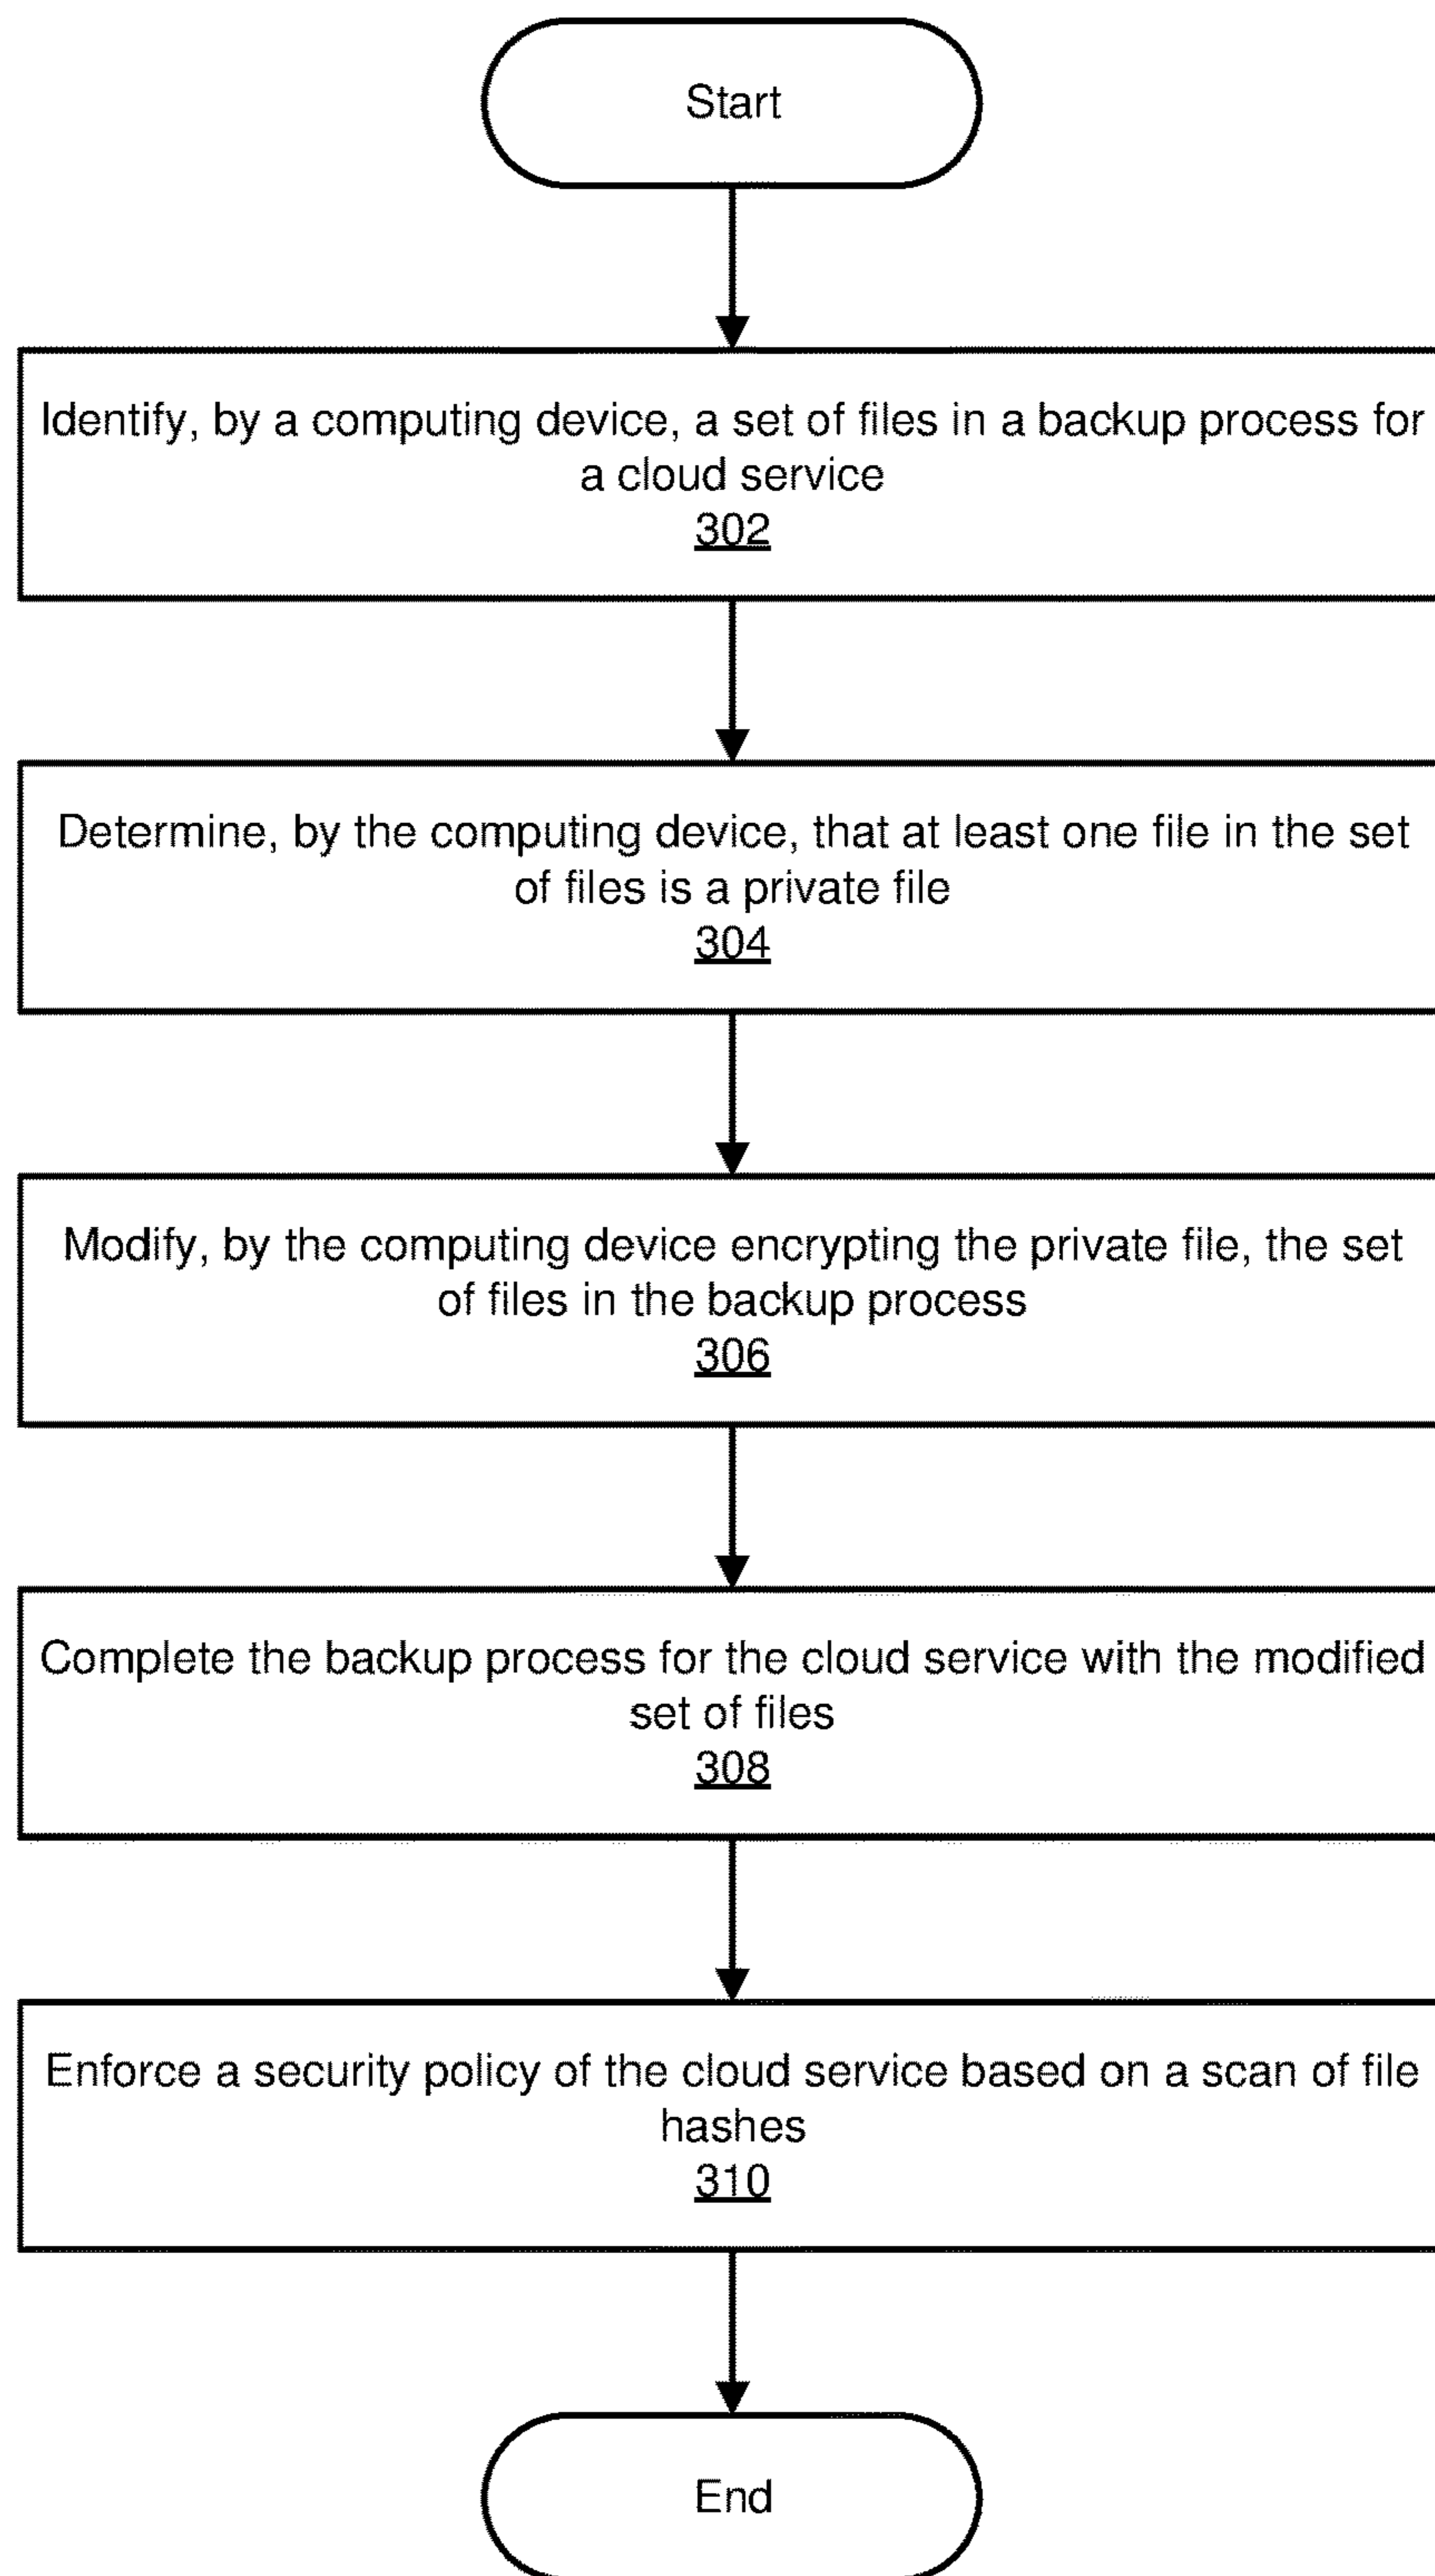 Start
Identify, by a computing device, a set of files in a backup process for
a cloud service
302
Determine, by the computing device, that at least one file in the set
of files is a private file
304
Modify, by the computing device encrypting the private file, the set
of files in the backup process
306
Complete the backup process for the cloud service with the modified
set of files
308
Enforce a security policy of the cloud service based on a scan of file
hashes
310
End